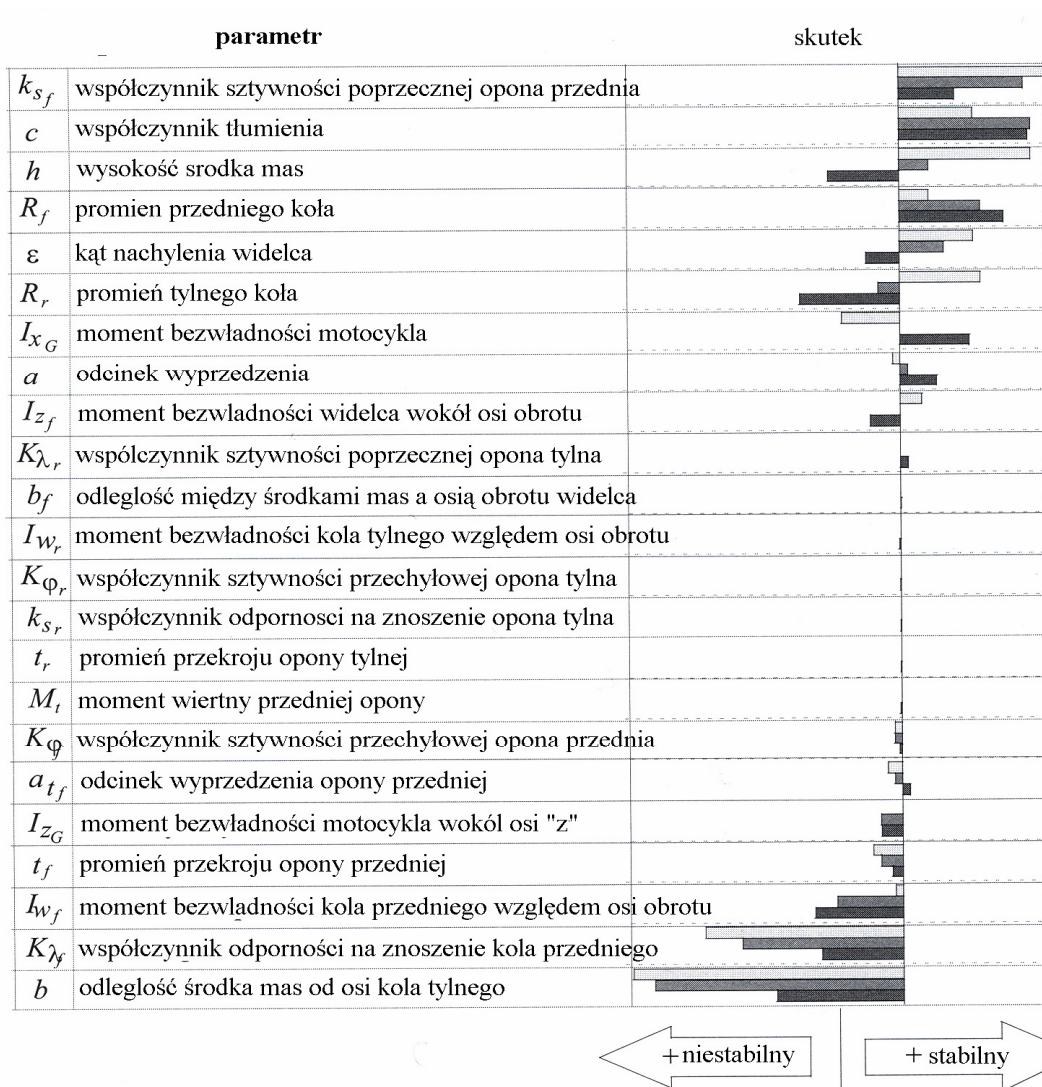 parametr skutek
k_{s_f} współczynnik sztywności poprzecznej opona przednia
c współczynnik tłumienia
h wysokość srodka mas
R_f promien przedniego koła
ε kąt nachylenia widelca
R_r promień tylnego koła
I_{x_G} moment bezwładności motocykla
a odcinek wyprzedzenia
I_{z_f} moment bezwladności widelca wokół osi obrotu
K_{λ_r} wspólczynnik sztywności poprzecznej opona tylna
b_f odleglość między środkami mas a osią obrotu widelca
I_{w_r} moment bezwładności kola tylnego względem osi obrotu
K_{φ_r} współczynnik sztywności przechyłowej opona tylna
k_{s_r} współczynnik odpornosci na znoszenie opona tylna
t_r promień przekroju opony tylnej
M_t moment wiertny przedniej opony
K_{φ_f} współczynnik sztywności przechyłowej opona przednia
a_{t_f} odcinek wyprzedzenia opony przedniej
I_{z_G} moment bezwładności motocykla wokól osi "z"
t_f promień przekroju opony przedniej
I_{w_f} moment bezwladności kola przedniego względem osi obrotu
K_{λ_f} współczynnik odporności na znoszenie kola przedniego
b odleglość środka mas od osi kola tylnego
+ niestabilny + stabilny